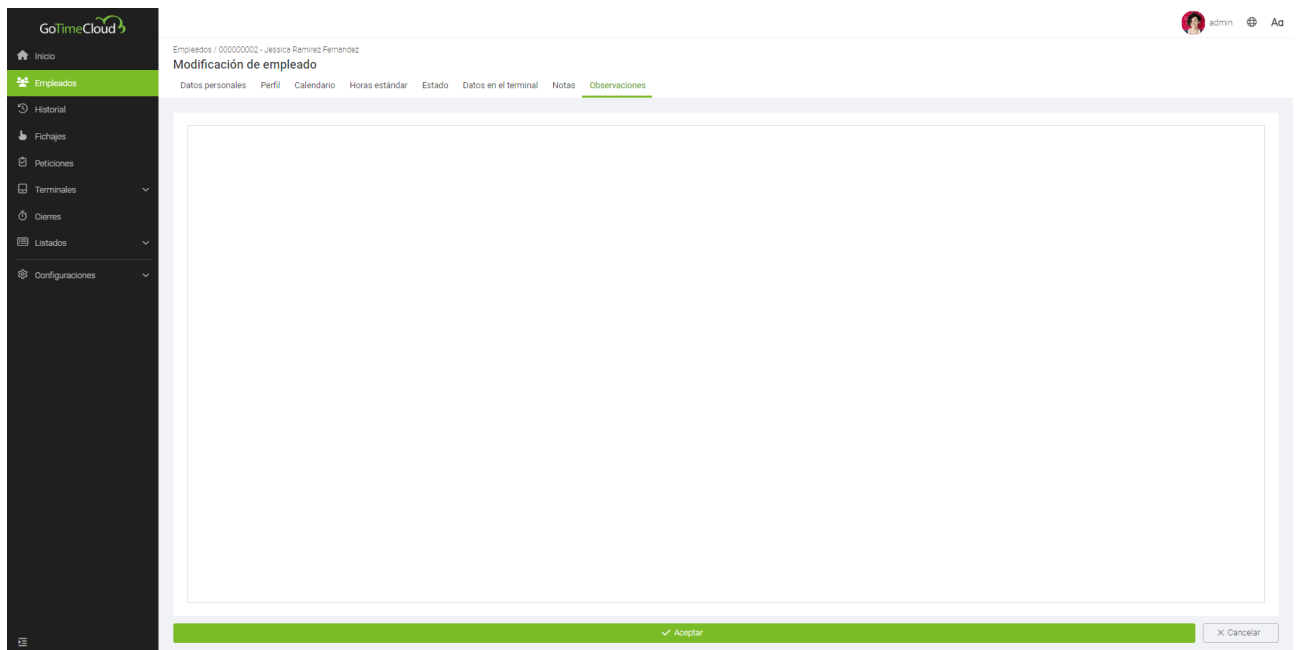 GoTimeCloud
admin Aa
Inicio
Empleados
Historial
Fichajes
Peticiones
Terminales
Cierres
Listados
Configuraciones
Empleados / 000000002 - Jessica Ramirez Fernandez
Modificación de empleado
Datos personales Perfil Calendario Horas estándar Estado Datos en el terminal Notas Observaciones
Aceptar
Cancelar